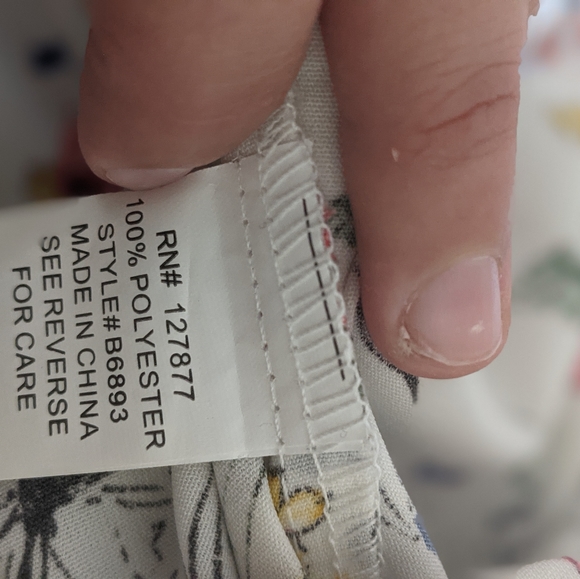 RN# 127877
100% POLYESTER
STYLE# B6893
MADE IN CHINA
SEE REVERSE
FOR CARE